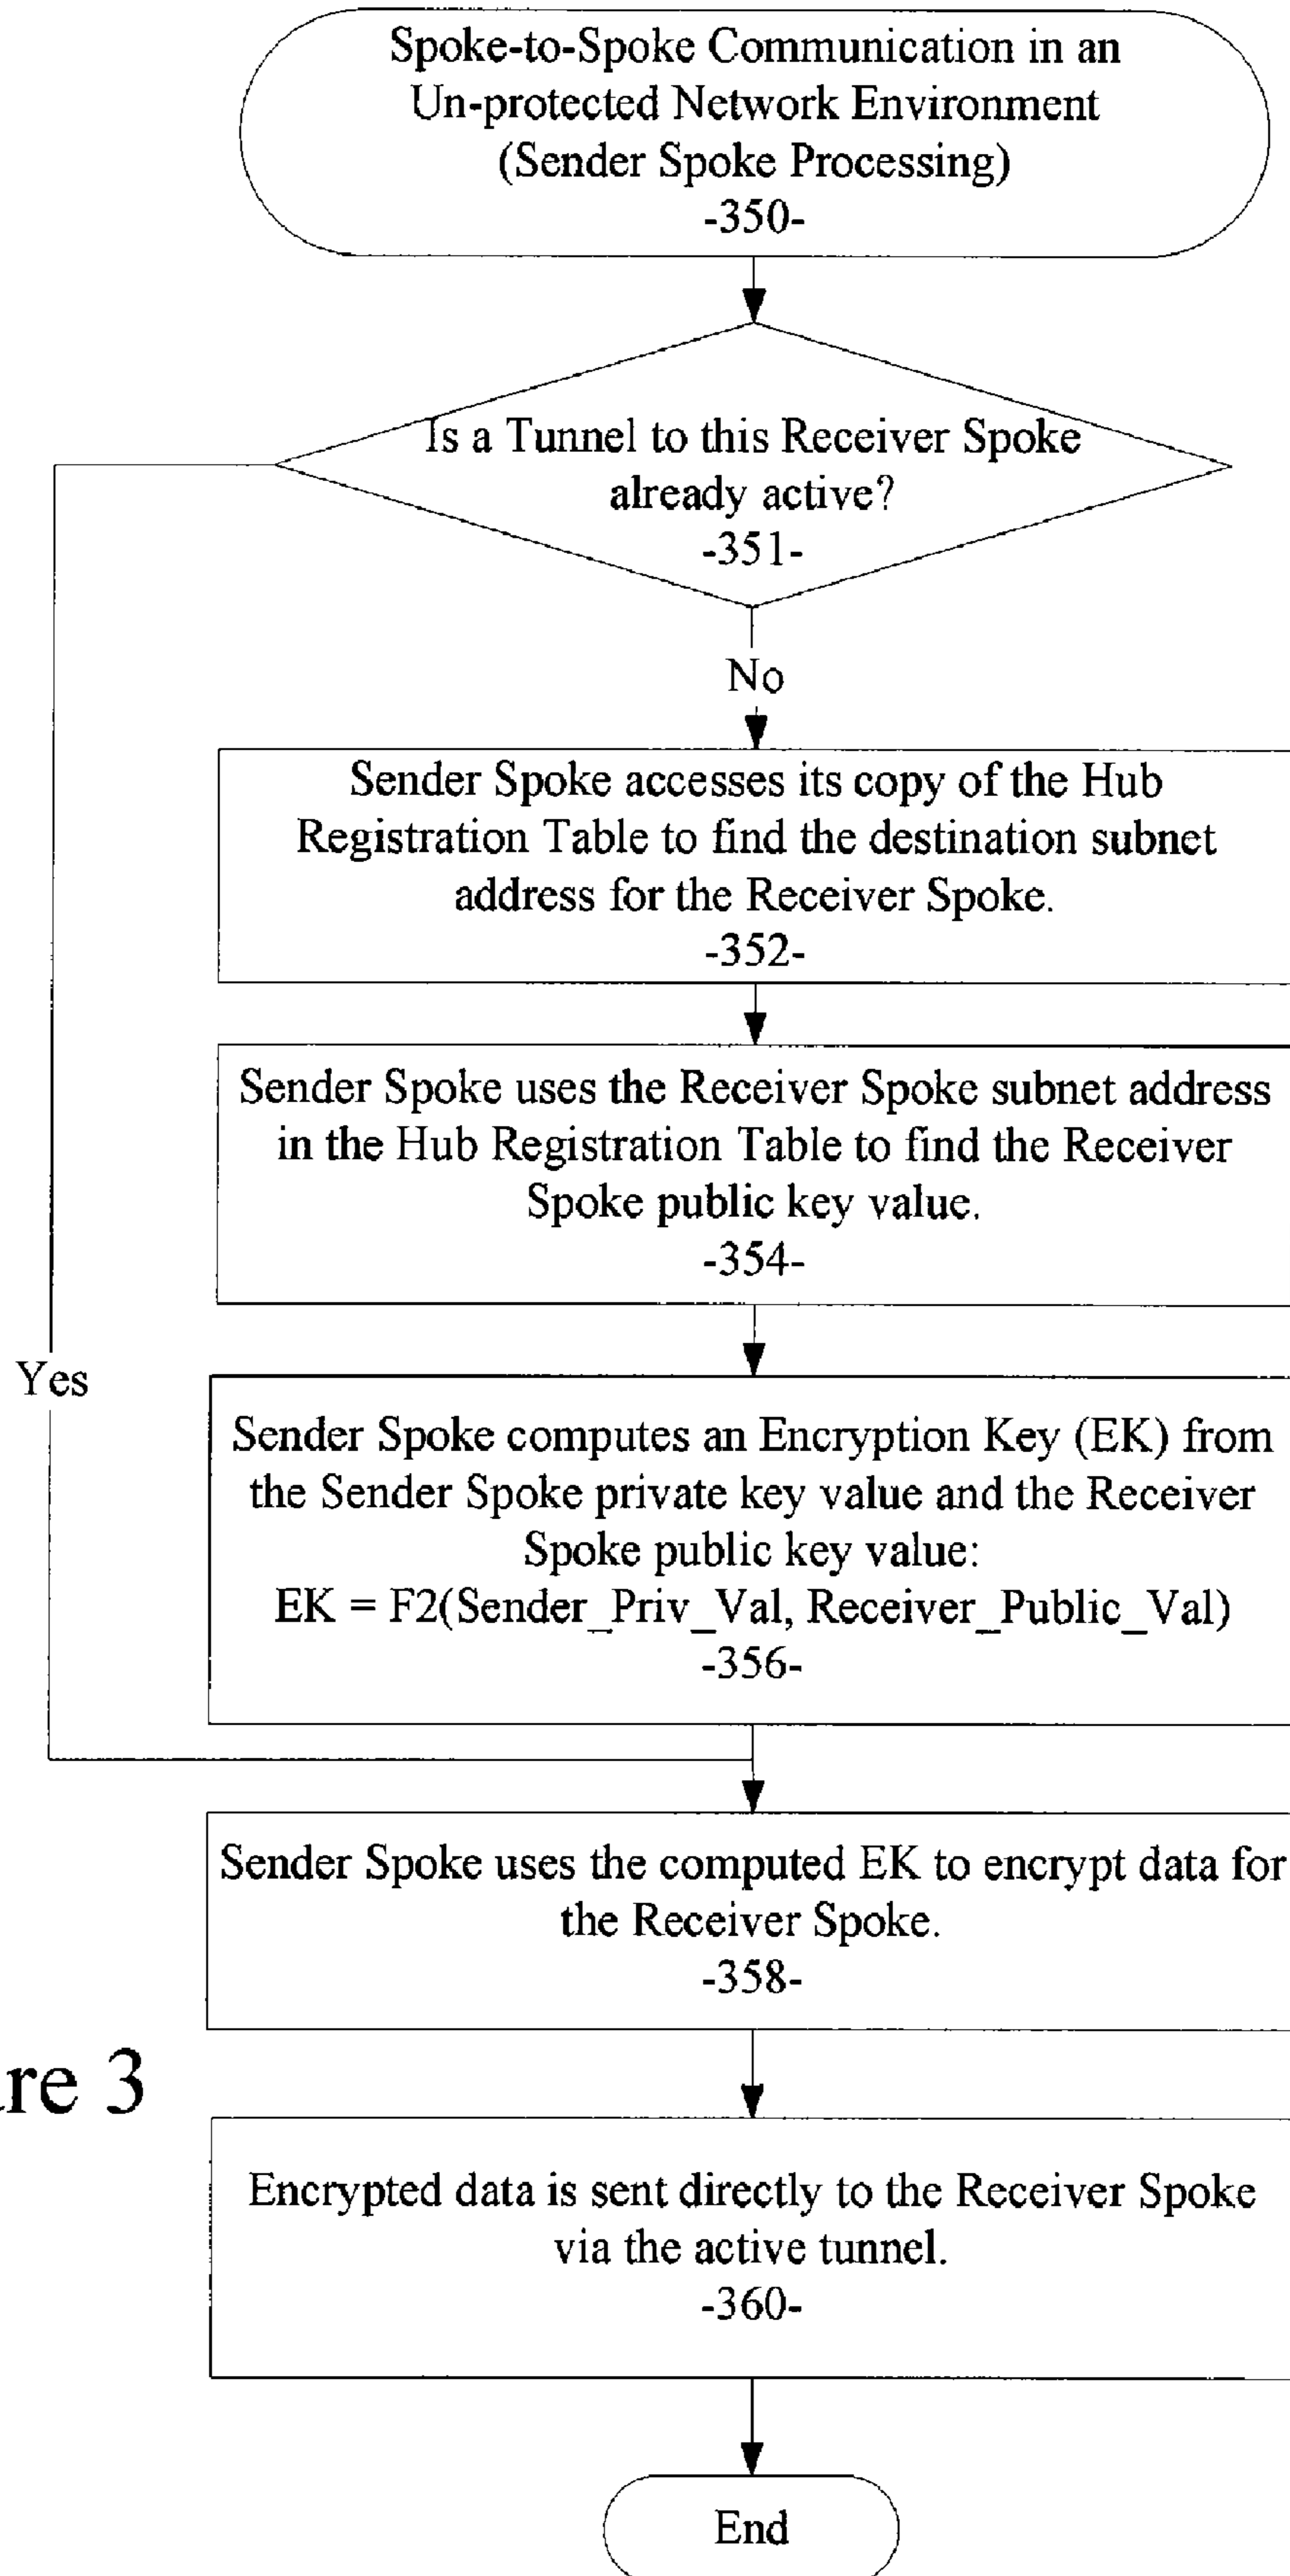 Spoke-to-Spoke Communication in an
Un-protected Network Environment
(Sender Spoke Processing)
-350-
Is a Tunnel to this Receiver Spoke
already active?
-351-
No
Sender Spoke accesses its copy of the Hub
Registration Table to find the destination subnet
address for the Receiver Spoke.
-352-
Sender Spoke uses the Receiver Spoke subnet address
in the Hub Registration Table to find the Receiver
Spoke public key value.
-354-
Yes
Sender Spoke computes an Encryption Key (EK) from
the Sender Spoke private key value and the Receiver
Spoke public key value:
EK = F2(Sender_Priv_Val, Receiver_Public_Val)
-356-
Sender Spoke uses the computed EK to encrypt data for
the Receiver Spoke.
-358-
re 3
Encrypted data is sent directly to the Receiver Spoke
via the active tunnel.
-360-
End